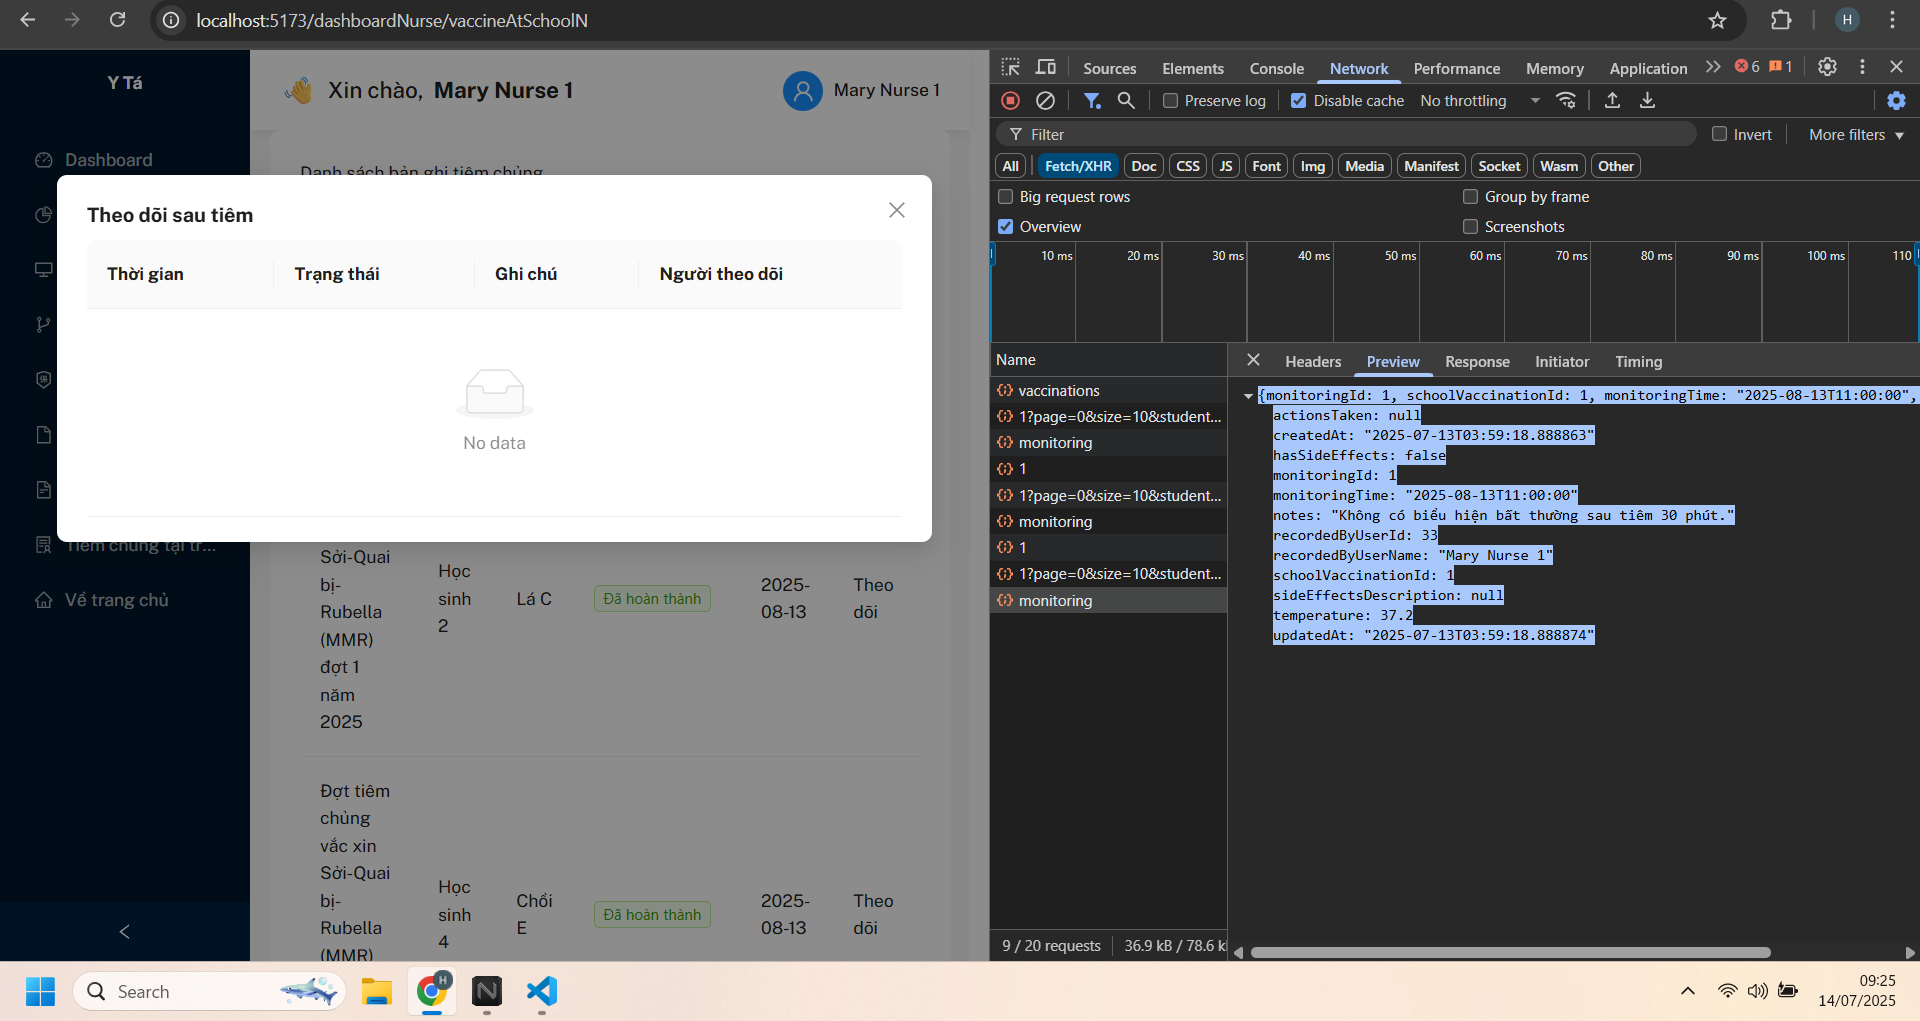 localhost:5173/dashboardNurse/vaccineAtSchoolN
H
Y Tá
Dashboard
Tiêm chủng tại tr...
Về trang chủ
Xin chào, Mary Nurse 1
Mary Nurse 1
Danh sách bản ghi tiêm chủng
Theo dõi sau tiêm
Thời gian
Trạng thái
Ghi chú
Người theo dõi
No data
Sởi-Quai
bị-
Rubella
(MMR)
đợt 1
năm
2025
Học
sinh
2
Lá C
Đã hoàn thành
2025-
08-13
Theo
dõi
Đợt tiêm
chủng
vắc xin
Sởi-Quai
bị-
Rubella
(MMR)
Học
sinh
4
Chồi
E
Đã hoàn thành
2025-
08-13
Theo
dõi
Sources Elements Console Network Performance Memory Application 6 1
Preserve log Disable cache No throttling
Filter Invert More filters
All Fetch/XHR Doc CSS JS Font Img Media Manifest Socket Wasm Other
Big request rows Group by frame
Overview Screenshots
10 ms 20 ms 30 ms 40 ms 50 ms 60 ms 70 ms 80 ms 90 ms 100 ms 110
Name
vaccinations
1?page=0&size=10&student...
monitoring
1
1?page=0&size=10&student...
monitoring
1
1?page=0&size=10&student...
monitoring
Headers Preview Response Initiator Timing
{monitoringId: 1, schoolVaccinationId: 1, monitoringTime: "2025-08-13T11:00:00",
actionsTaken: null
createdAt: "2025-07-13T03:59:18.888863"
hasSideEffects: false
monitoringId: 1
monitoringTime: "2025-08-13T11:00:00"
notes: "Không có biểu hiện bất thường sau tiêm 30 phút."
recordedByUserId: 33
recordedByUserName: "Mary Nurse 1"
schoolVaccinationId: 1
sideEffectsDescription: null
temperature: 37.2
updatedAt: "2025-07-13T03:59:18.888874"
9 / 20 requests 36.9 kB / 78.6 k
Search
H
N
09:25
14/07/2025